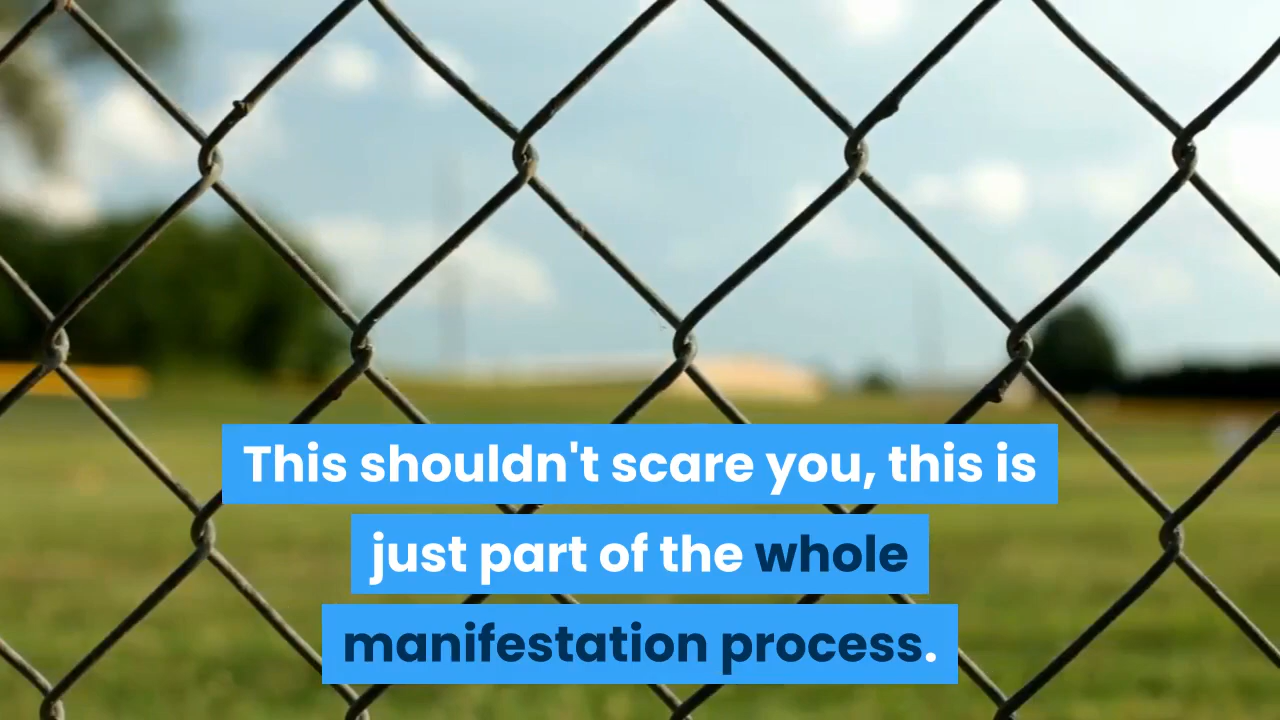 This shouldn't scare you, this is
just part of the whole
manifestation process.